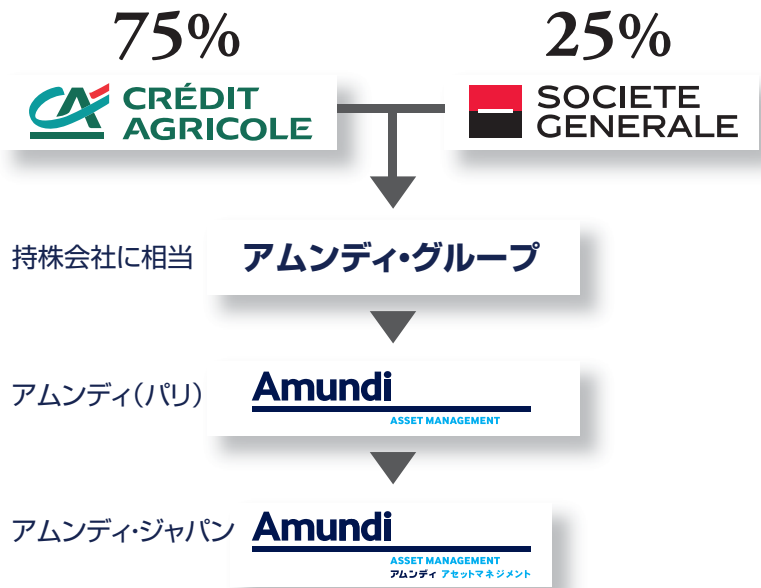 75%
25%
CRÉDIT
AGRICOLE
SOCIETE
GENERALE
持株会社に相当
アムンディ・グループ
アムンディ(パリ)
Amundi
ASSET MANAGEMENT
アムンディ・ジャパン
Amundi
ASSET MANAGEMENT
アムンディ アセットマネジメント